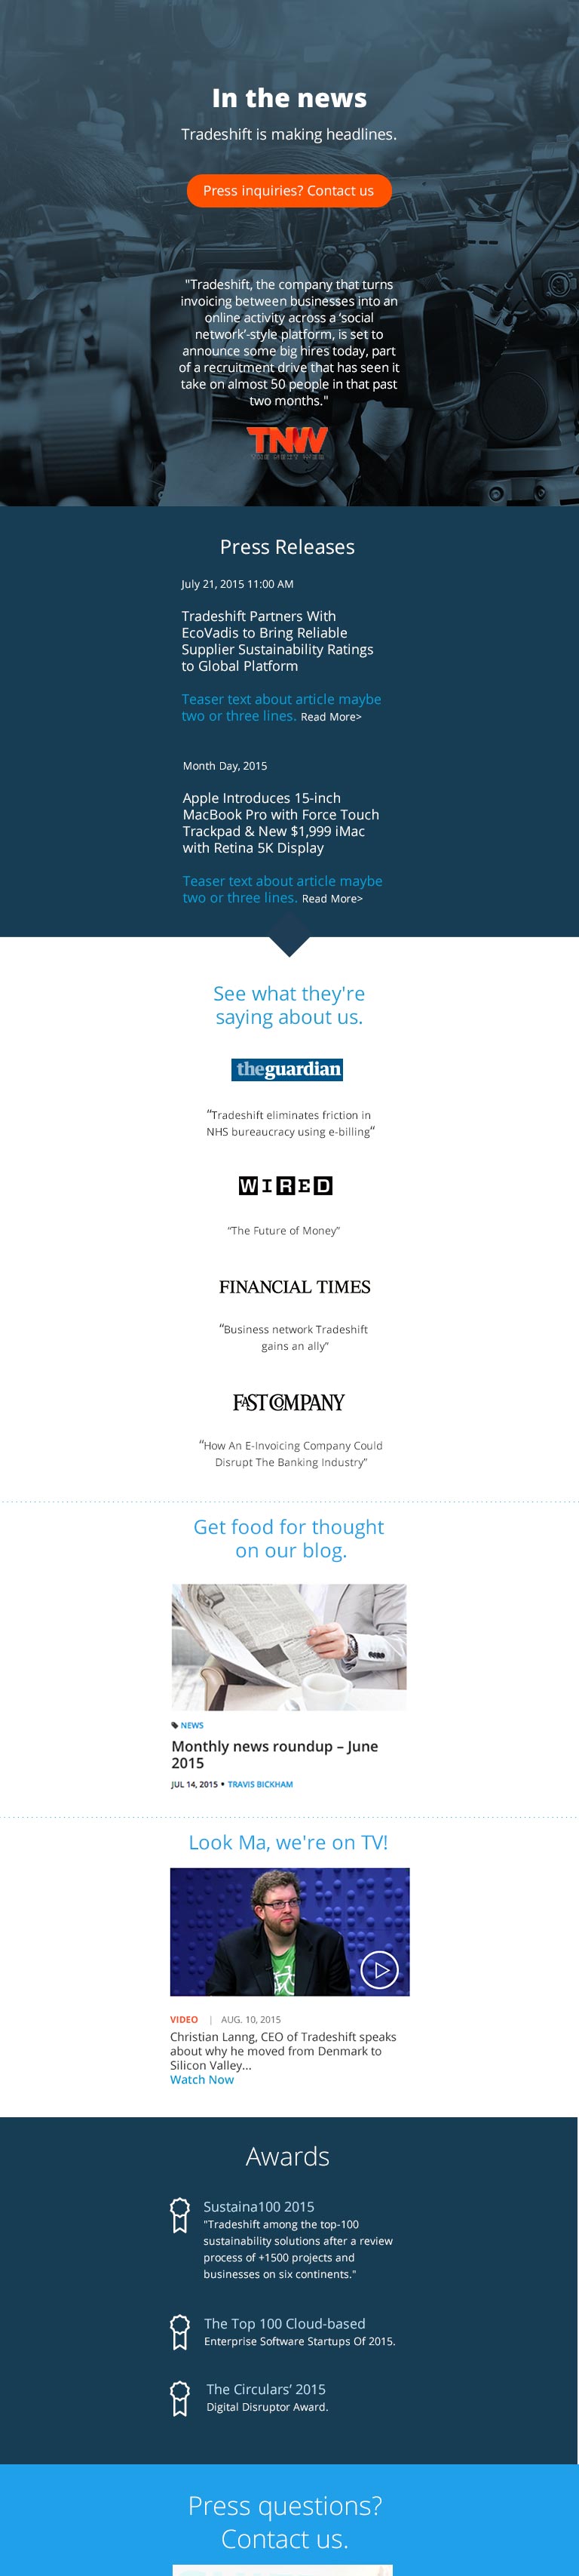 In the news
Tradeshift is making headlines.
Press inquiries? Contact us
"Tradeshift, the company that turns
invoicing between businesses into an
online activity across a ‘social
network’-style platform, is set to
announce some big hires today, part
of a recruitment drive that has seen it
take on almost 50 people in that past
two months."
TNW
THE NEXT WEB
Press Releases
July 21, 2015 11:00 AM
Tradeshift Partners With
EcoVadis to Bring Reliable
Supplier Sustainability Ratings
to Global Platform
Teaser text about article maybe
two or three lines. Read More>
Month Day, 2015
Apple Introduces 15-inch
MacBook Pro with Force Touch
Trackpad & New $1,999 iMac
with Retina 5K Display
Teaser text about article maybe
two or three lines. Read More>
See what they're
saying about us.
theguardian
“Tradeshift eliminates friction in
NHS bureaucracy using e-billing“
WIRED
“The Future of Money”
FINANCIAL TIMES
“Business network Tradeshift
gains an ally”
FAST COMPANY
“How An E-Invoicing Company Could
Disrupt The Banking Industry”
Get food for thought
on our blog.
NEWS
Monthly news roundup – June
2015
JUL 14, 2015 • TRAVIS BICKHAM
Look Ma, we're on TV!
VIDEO | AUG. 10, 2015
Christian Lanng, CEO of Tradeshift speaks
about why he moved from Denmark to
Silicon Valley...
Watch Now
Awards
Sustaina100 2015
"Tradeshift among the top-100
sustainability solutions after a review
process of +1500 projects and
businesses on six continents."
The Top 100 Cloud-based
Enterprise Software Startups Of 2015.
The Circulars’ 2015
Digital Disruptor Award.
Press questions?
Contact us.